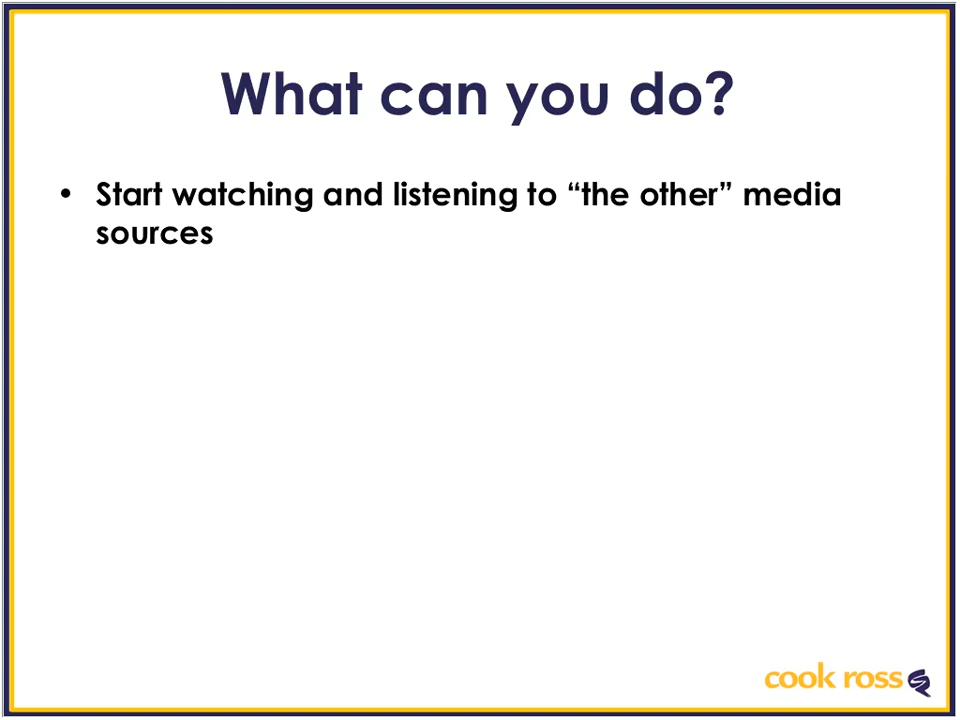 What can you do?
• Start watching and listening to “the other” media
sources
cook ross